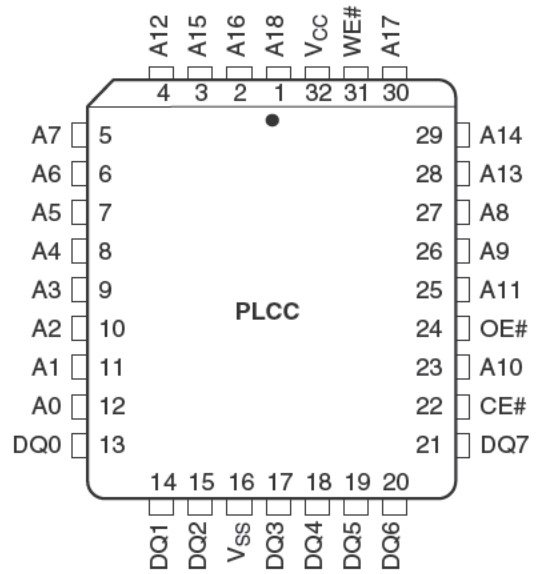 A12 A15 A16 A18 VCC WE# A17
4 3 2 1 32 31 30
A7 5 29 A14
A6 6 28 A13
A5 7 27 A8
A4 8 26 A9
A3 9 25 A11
PLCC
A2 10 24 OE#
A1 11 23 A10
A0 12 22 CE#
DQ0 13 21 DQ7
14 15 16 17 18 19 20
DQ1 DQ2 VSS DQ3 DQ4 DQ5 DQ6